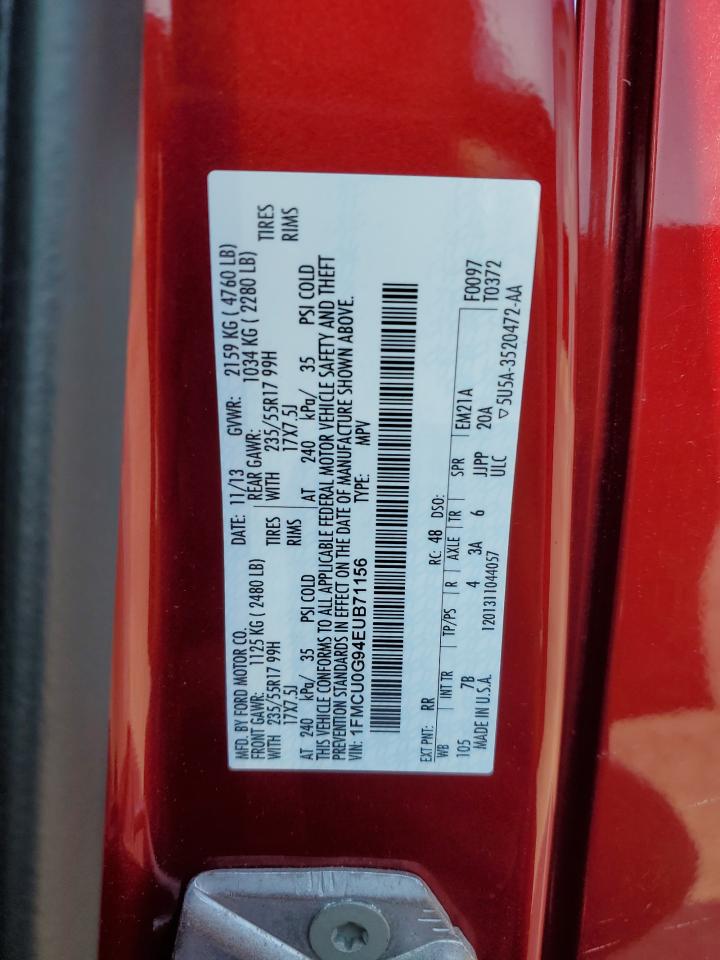 MFD. BY FORD MOTOR CO. DATE: 11/13 GVWR: 2159 KG ( 4760 LB)
FRONT GAWR: 1125 KG ( 2480 LB) REAR GAWR: 1034 KG ( 2280 LB)
WITH 235/55R17 99H TIRES WITH 235/55R17 99H TIRES
17X7.5J RIMS 17X7.5J RIMS
AT 240 kPa/ 35 PSI COLD AT 240 kPa/ 35 PSI COLD
THIS VEHICLE CONFORMS TO ALL APPLICABLE FEDERAL MOTOR VEHICLE SAFETY AND THEFT
PREVENTION STANDARDS IN EFFECT ON THE DATE OF MANUFACTURE SHOWN ABOVE.
VIN: 1FMCU0G94EUB71156 TYPE: MPV
EXT PNT: RR RC: 48 DSO: F0097
WB INT TR TP/PS R AXLE TR SPR EM21A T0372
105 7B 4 3A 6 JJPP 20A
MADE IN U.S.A. 1201311044057 ULC ▽ 5U5A-3520472-AA